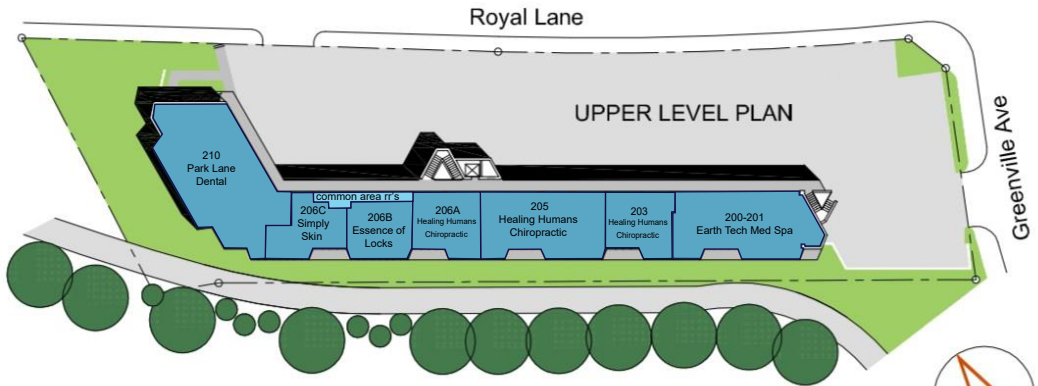 Royal Lane
UPPER LEVEL PLAN
Greenville Ave
210
Park Lane
Dental
common area rr's
206C
Simply
Skin
206B
Essence of
Locks
206A
Healing Humans
Chiropractic
205
Healing Humans
Chiropractic
203
Healing Humans
Chiropractic
200-201
Earth Tech Med Spa